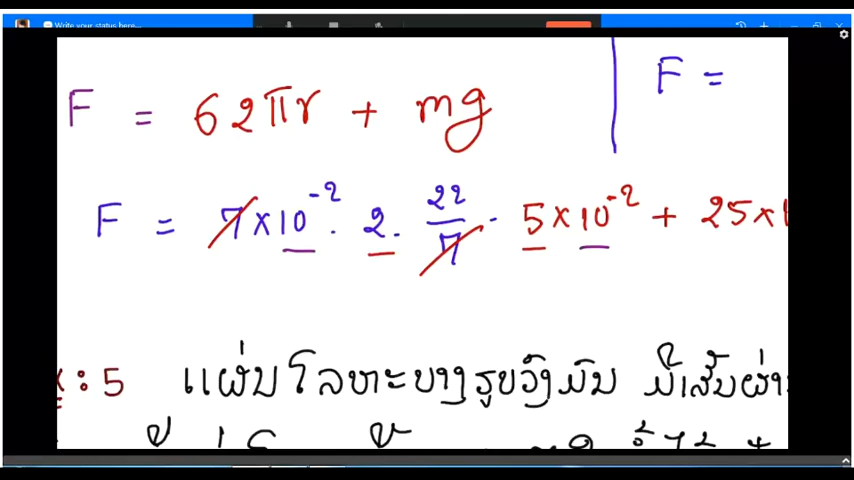 Write your status here...
F = 62πr + mg
F =
F = 7×10⁻² . 2 . 22/7 . 5×10⁻² + 25×1
: 5 ແຜ່ນໂລຫະບາງຮູບວົງມົນ ມີເສັ້ນຜ່າ